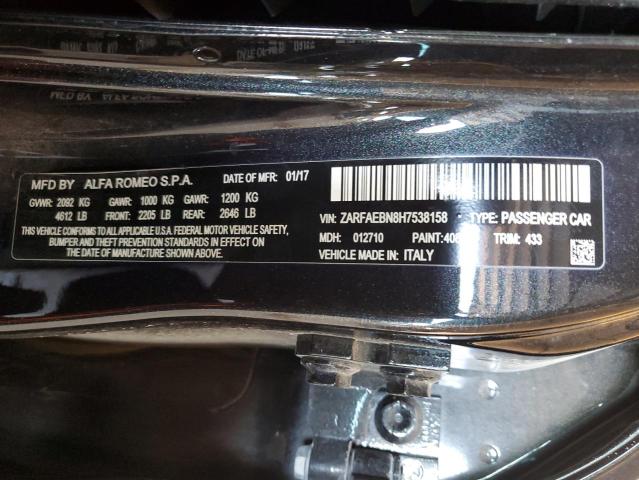 MFD BY ALFA ROMEO S.P.A. DATE OF MFR: 01/17
GVWR: 2092 KG GAWR: 1000 KG GAWR: 1200 KG
4612 LB FRONT: 2205 LB REAR: 2646 LB
THIS VEHICLE CONFORMS TO ALL APPLICABLE U.S.A. FEDERAL MOTOR VEHICLE SAFETY,
BUMPER AND THEFT PREVENTION STANDARDS IN EFFECT ON
THE DATE OF MANUFACTURE SHOWN ABOVE.
VIN: ZARFAEBN8H7538158 TYPE: PASSENGER CAR
MDH: 012710 PAINT: TRIM: 433
VEHICLE MADE IN: ITALY